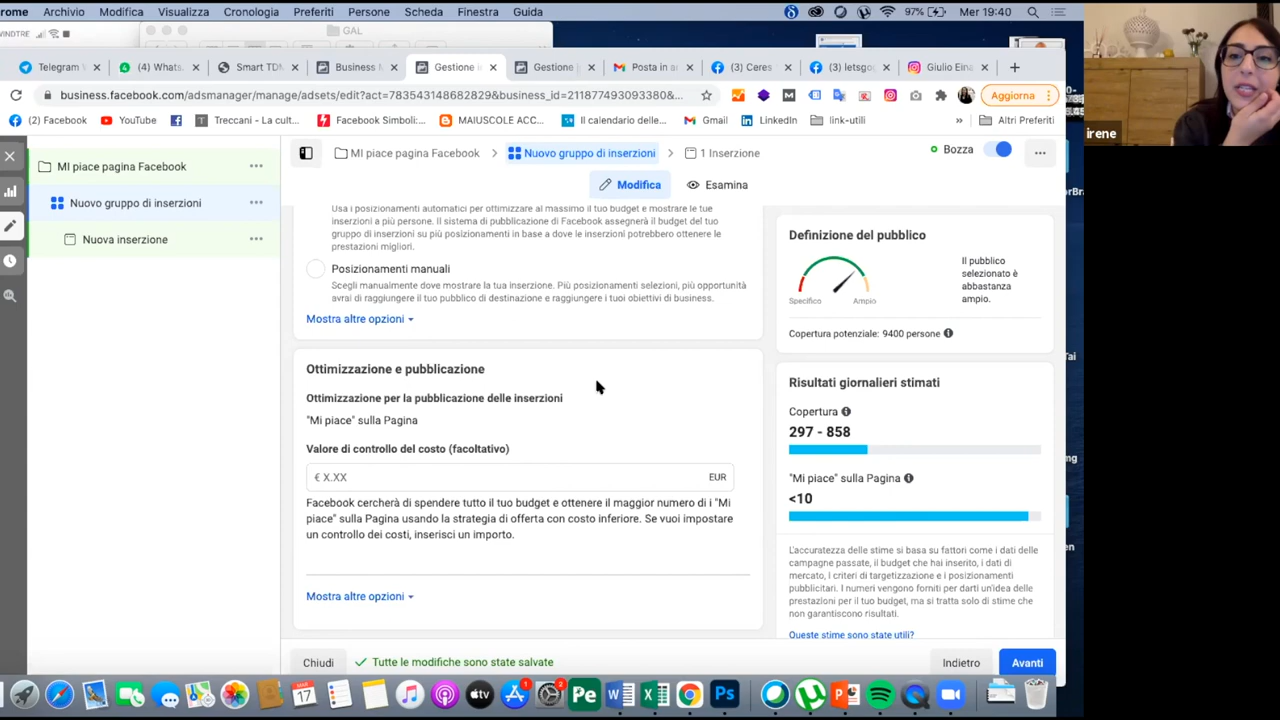 rome Archivio Modifica Visualizza Cronologia Preferiti Persone Scheda Finestra Guida 97% Mer 19:40
WINDTRE
GAL
Telegram (4) Whats. Smart TDM Business Gestione i Gestione Posta in ar (3) Ceres (3) letsgo. Giulio Eina
business.facebook.com/adsmanager/manage/adsets/edit?act=783543148682829&business_id=211877493093380&... Aggiorna
(2) Facebook YouTube Treccani - La cult... Facebook Simboli:... MAIUSCOLE ACC... Il calendario delle... Gmail LinkedIn link-utili » Altri Preferiti
irene
MI piace pagina Facebook
Nuovo gruppo di inserzioni
Nuova inserzione
MI piace pagina Facebook > Nuovo gruppo di inserzioni > 1 Inserzione
Bozza
Modifica Esamina
Usa i posizionamenti automatici per ottimizzare al massimo il tuo budget e mostrare le tue
inserzioni a più persone. Il sistema di pubblicazione di Facebook assegnerà il budget del tuo
gruppo di inserzioni su più posizionamenti in base a dove le inserzioni potrebbero ottenere le
prestazioni migliori.
Posizionamenti manuali
Scegli manualmente dove mostrare la tua inserzione. Più posizionamenti selezioni, più opportunità
avrai di raggiungere il tuo pubblico di destinazione e raggiungere i tuoi obiettivi di business.
Mostra altre opzioni
Ottimizzazione e pubblicazione
Ottimizzazione per la pubblicazione delle inserzioni
"Mi piace" sulla Pagina
Valore di controllo del costo (facoltativo)
€ X.XX EUR
Facebook cercherà di spendere tutto il tuo budget e ottenere il maggior numero di i "Mi
piace" sulla Pagina usando la strategia di offerta con costo inferiore. Se vuoi impostare
un controllo dei costi, inserisci un importo.
Mostra altre opzioni
Definizione del pubblico
Specifico Ampio
Il pubblico
selezionato è
abbastanza
ampio.
Copertura potenziale: 9400 persone
Risultati giornalieri stimati
Copertura
297 - 858
"Mi piace" sulla Pagina
<10
L'accuratezza delle stime si basa su fattori come i dati delle
campagne passate, il budget che hai inserito, i dati di
mercato, i criteri di targetizzazione e i posizionamenti
pubblicitari. I numeri vengono forniti per darti un'idea delle
prestazioni per il tuo budget, ma si tratta solo di stime che
non garantiscono risultati.
Queste stime sono state utili?
Chiudi Tutte le modifiche sono state salvate Indietro Avanti
MAR
17
tv
1
2
Pe
Ps